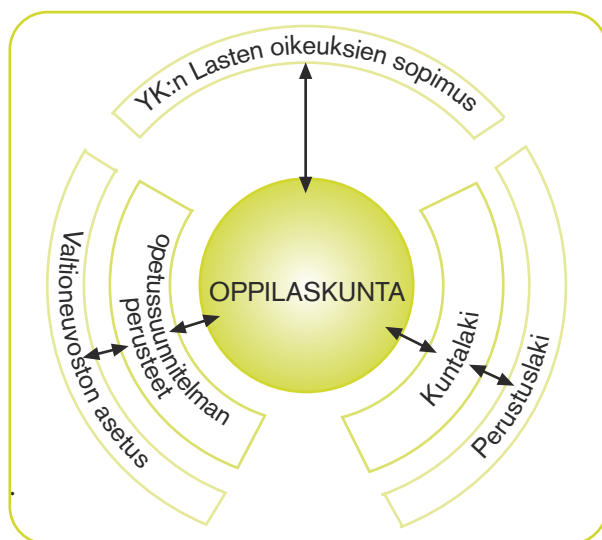 YK:n Lasten oikeuksien sopimus
Valtioneuvoston asetus
opetussuunnitelman
perusteet
OPPILASKUNTA
Kuntalaki
Perustuslaki
.